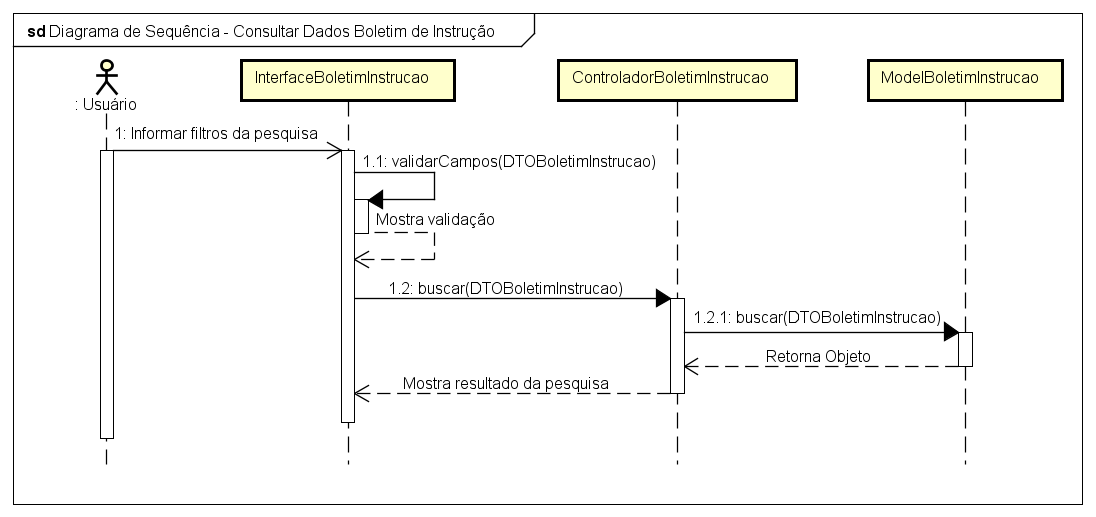 sd Diagrama de Sequência - Consultar Dados Boletim de Instrução
: Usuário
InterfaceBoletimInstrucao
ControladorBoletimInstrucao
ModelBoletimInstrucao
1: Informar filtros da pesquisa
1.1: validarCampos(DTOBoletimInstrucao)
Mostra validação
1.2: buscar(DTOBoletimInstrucao)
1.2.1: buscar(DTOBoletimInstrucao)
Retorna Objeto
Mostra resultado da pesquisa